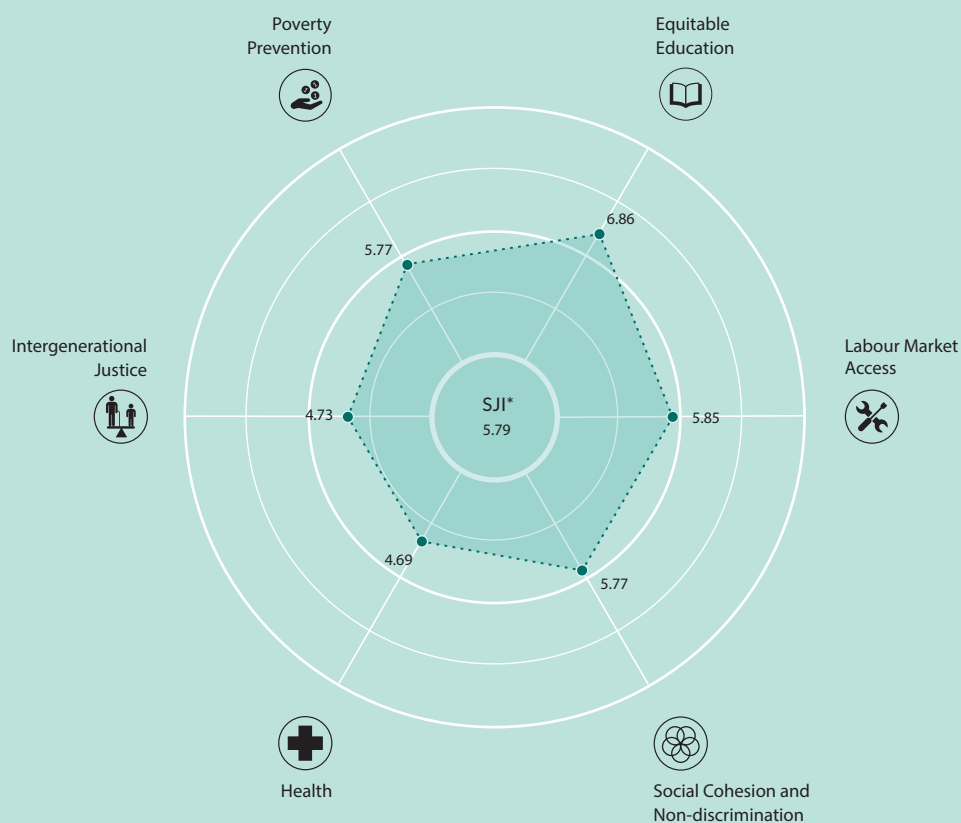 Poverty
Prevention
Equitable
Education
6.86
5.77
Intergenerational
Justice
Labour Market
Access
4.73
SJI*
5.79
5.85
4.69
5.77
Health
Social Cohesion and
Non-discrimination